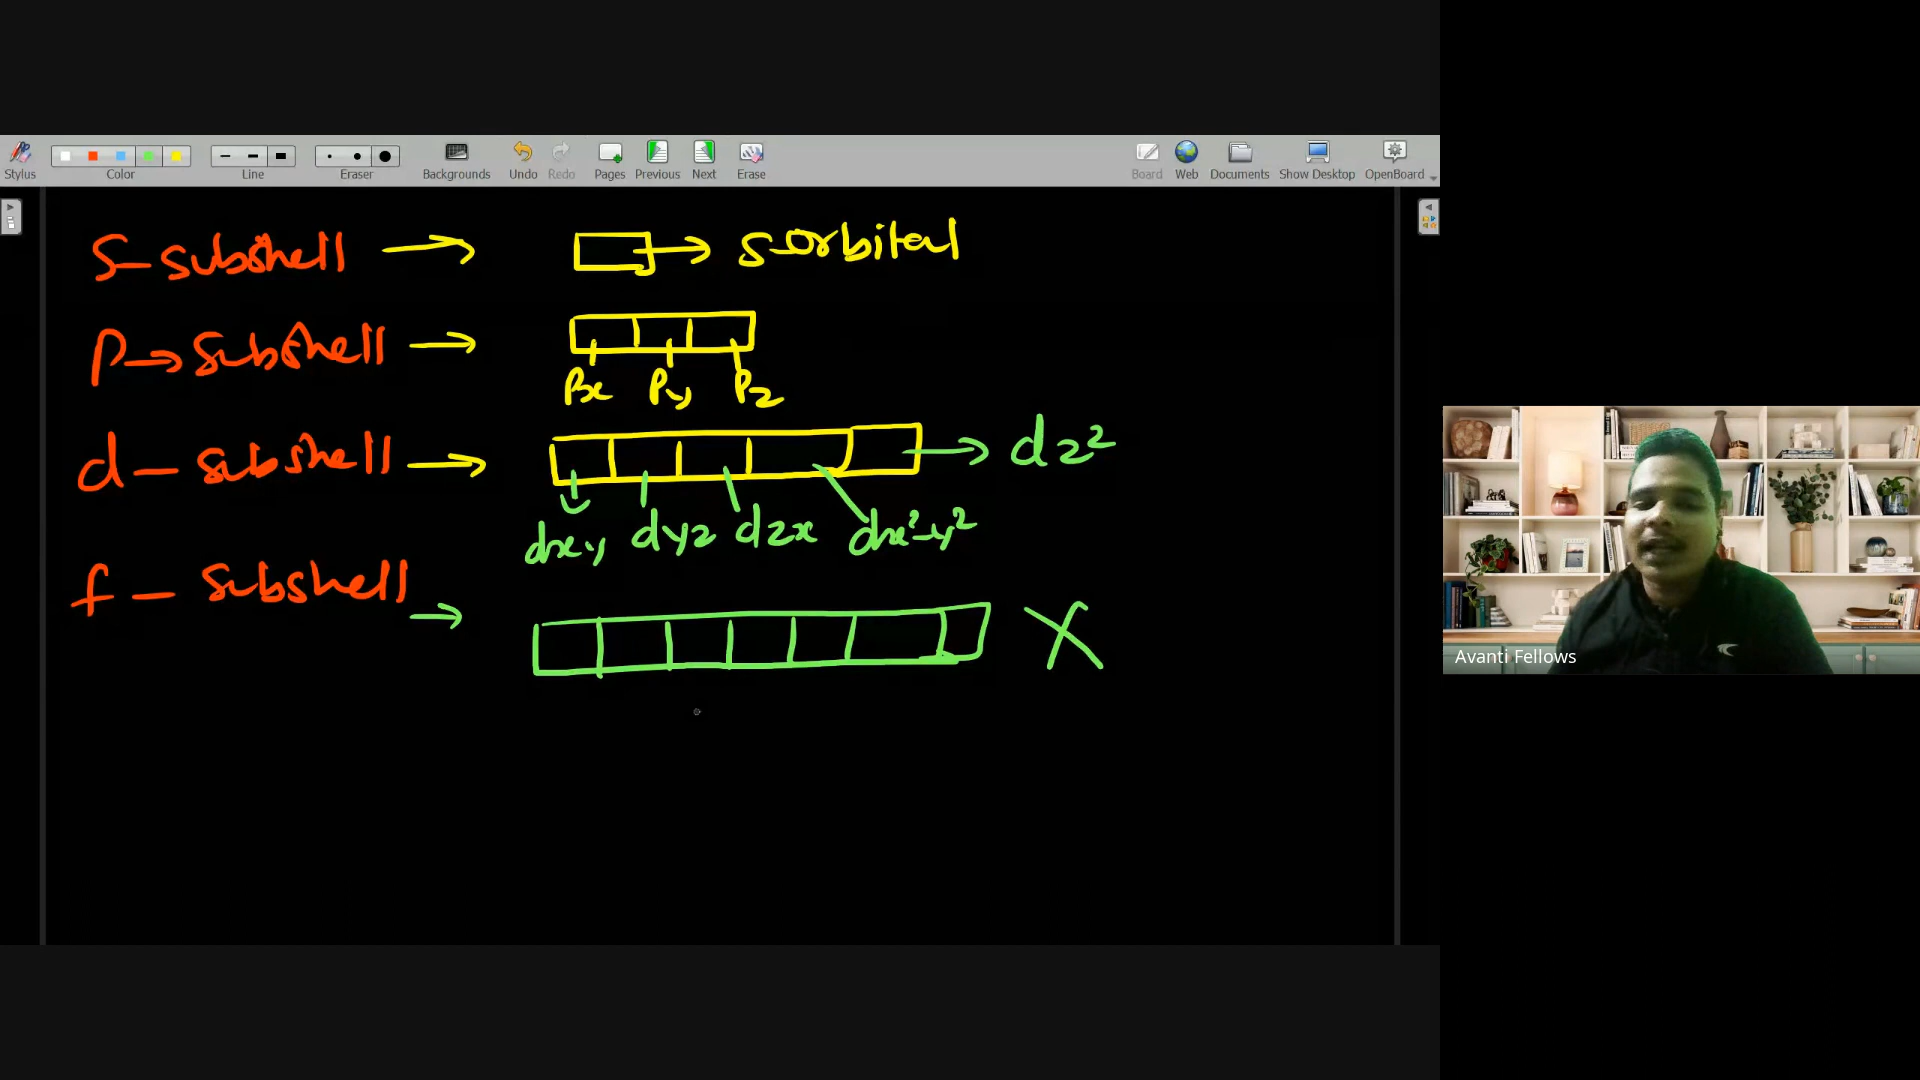 Stylus Color Line Eraser Backgrounds Undo Redo Pages Previous Next Erase Board Web Documents Show Desktop OpenBoard
S - subshell → → s-orbital
P → subshell →
Px Py Pz
d - subshell → → dz²
dxy dyz dzx dx²-y²
f - subshell → X
Avanti Fellows